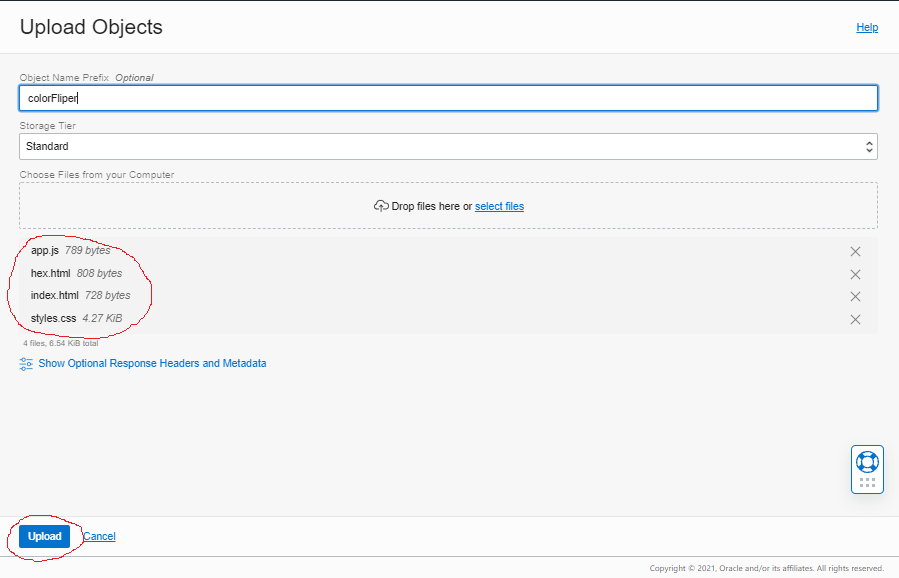 Upload Objects
Help
Object Name Prefix Optional
colorFliper
Storage Tier
Standard
Choose Files from your Computer
Drop files here or select files
app.js 789 bytes
hex.html 808 bytes
index.html 728 bytes
styles.css 4.27 KiB
4 files, 6.54 KiB total
Show Optional Response Headers and Metadata
Upload Cancel
Copyright © 2021, Oracle and/or its affiliates. All rights reserved.